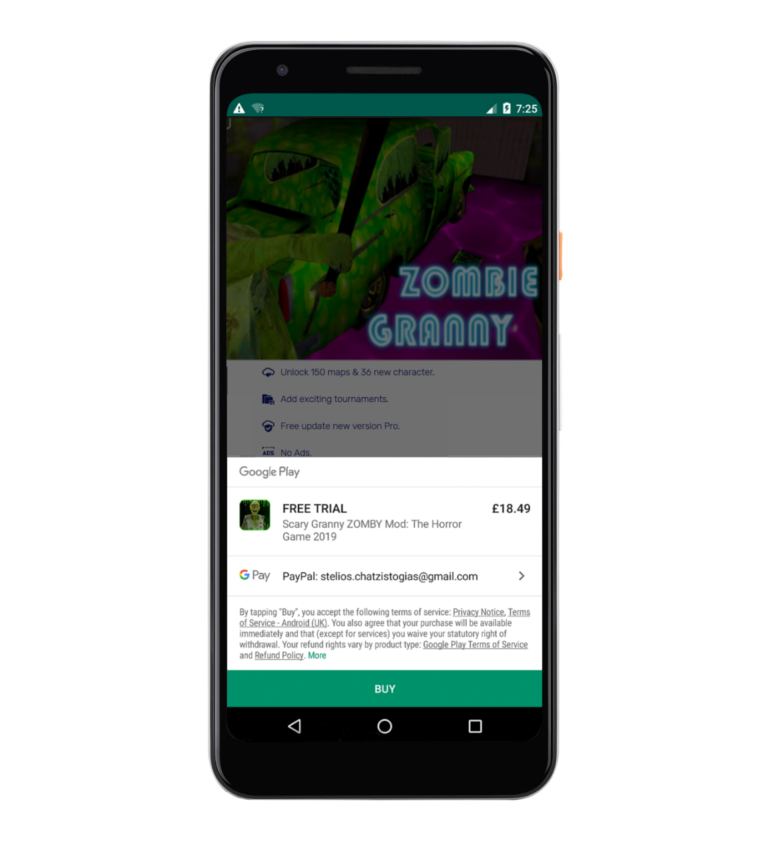 7:25
ZOMBIE
GRANNY
Unlock 150 maps & 36 new character.
Add exciting tournaments.
Free update new version Pro.
ADS No Ads.
Google Play
FREE TRIAL £18.49
Scary Granny ZOMBY Mod: The Horror
Game 2019
G Pay PayPal: stelios.chatzistogias@gmail.com
By tapping "Buy", you accept the following terms of service: Privacy Notice, Terms
of Service - Android (UK). You also agree that your purchase will be available
immediately and that (except for services) you waive your statutory right of
withdrawal. Your refund rights vary by product type: Google Play Terms of Service
and Refund Policy. More
BUY